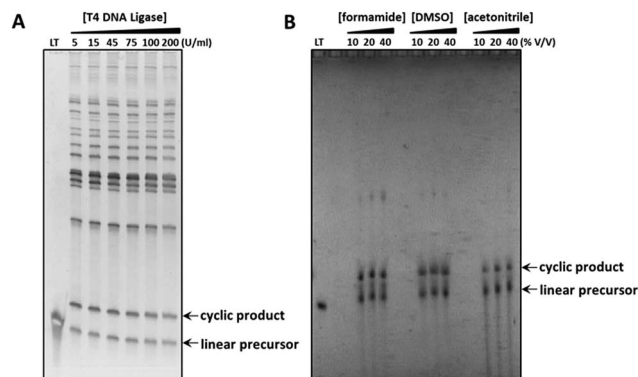 A
[T4 DNA Ligase]
LT 5 15 45 75 100 200 (U/ml)
cyclic product
linear precursor
B
[formamide] [DMSO] [acetonitrile]
LT 10 20 40 10 20 40 10 20 40 (% V/V)
cyclic product
linear precursor